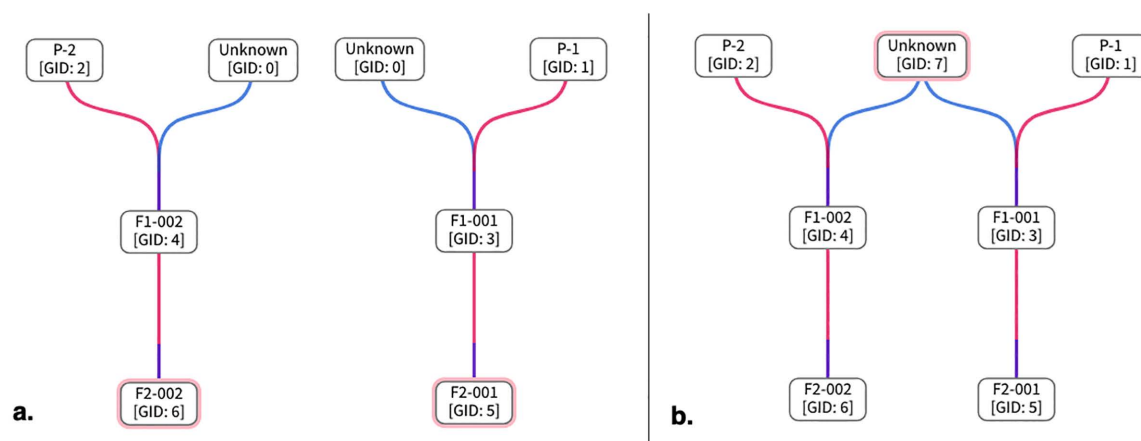 P-2
[GID: 2]
Unknown
[GID: 0]
Unknown
[GID: 0]
P-1
[GID: 1]
F1-002
[GID: 4]
F1-001
[GID: 3]
F2-002
[GID: 6]
F2-001
[GID: 5]
a.
P-2
[GID: 2]
Unknown
[GID: 7]
P-1
[GID: 1]
F1-002
[GID: 4]
F1-001
[GID: 3]
F2-002
[GID: 6]
F2-001
[GID: 5]
b.